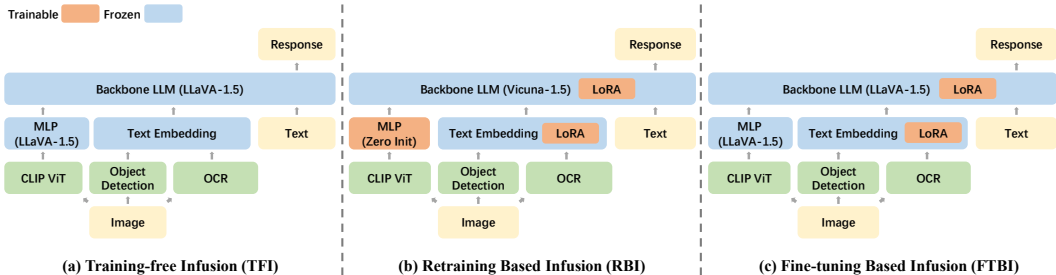 Trainable Frozen
Response
Backbone LLM (LLaVA-1.5)
MLP
(LLaVA-1.5)
Text Embedding
Text
CLIP ViT
Object
Detection
OCR
Image
(a) Training-free Infusion (TFI)
Response
Backbone LLM (Vicuna-1.5) LoRA
MLP
(Zero Init)
Text Embedding LoRA
Text
CLIP ViT
Object
Detection
OCR
Image
(b) Retraining Based Infusion (RBI)
Response
Backbone LLM (LLaVA-1.5) LoRA
MLP
(LLaVA-1.5)
Text Embedding LoRA
Text
CLIP ViT
Object
Detection
OCR
Image
(c) Fine-tuning Based Infusion (FTBI)